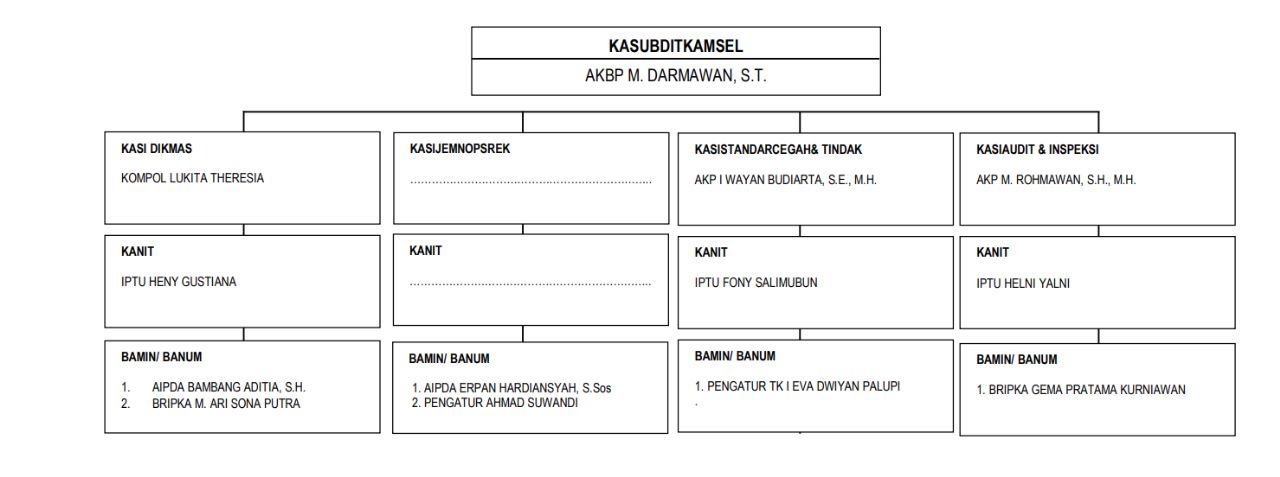 KASUBDITKAMSEL
AKBP M. DARMAWAN, S.T.
KASI DIKMAS
KOMPOL LUKITA THERESIA
KASIJEMNOPSREK
....................................................................
KASISTANDARCEGAH& TINDAK
AKP I WAYAN BUDIARTA, S.E., M.H.
KASIAUDIT & INSPEKSI
AKP M. ROHMAWAN, S.H., M.H.
KANIT
IPTU HENY GUSTIANA
KANIT
....................................................................
KANIT
IPTU FONY SALIMUBUN
KANIT
IPTU HELNI YALNI
BAMIN/ BANUM
1. AIPDA BAMBANG ADITIA, S.H.
2. BRIPKA M. ARI SONA PUTRA
BAMIN/ BANUM
1. AIPDA ERPAN HARDIANSYAH, S.Sos
2. PENGATUR AHMAD SUWANDI
BAMIN/ BANUM
1. PENGATUR TK I EVA DWIYAN PALUPI
.
BAMIN/ BANUM
1. BRIPKA GEMA PRATAMA KURNIAWAN